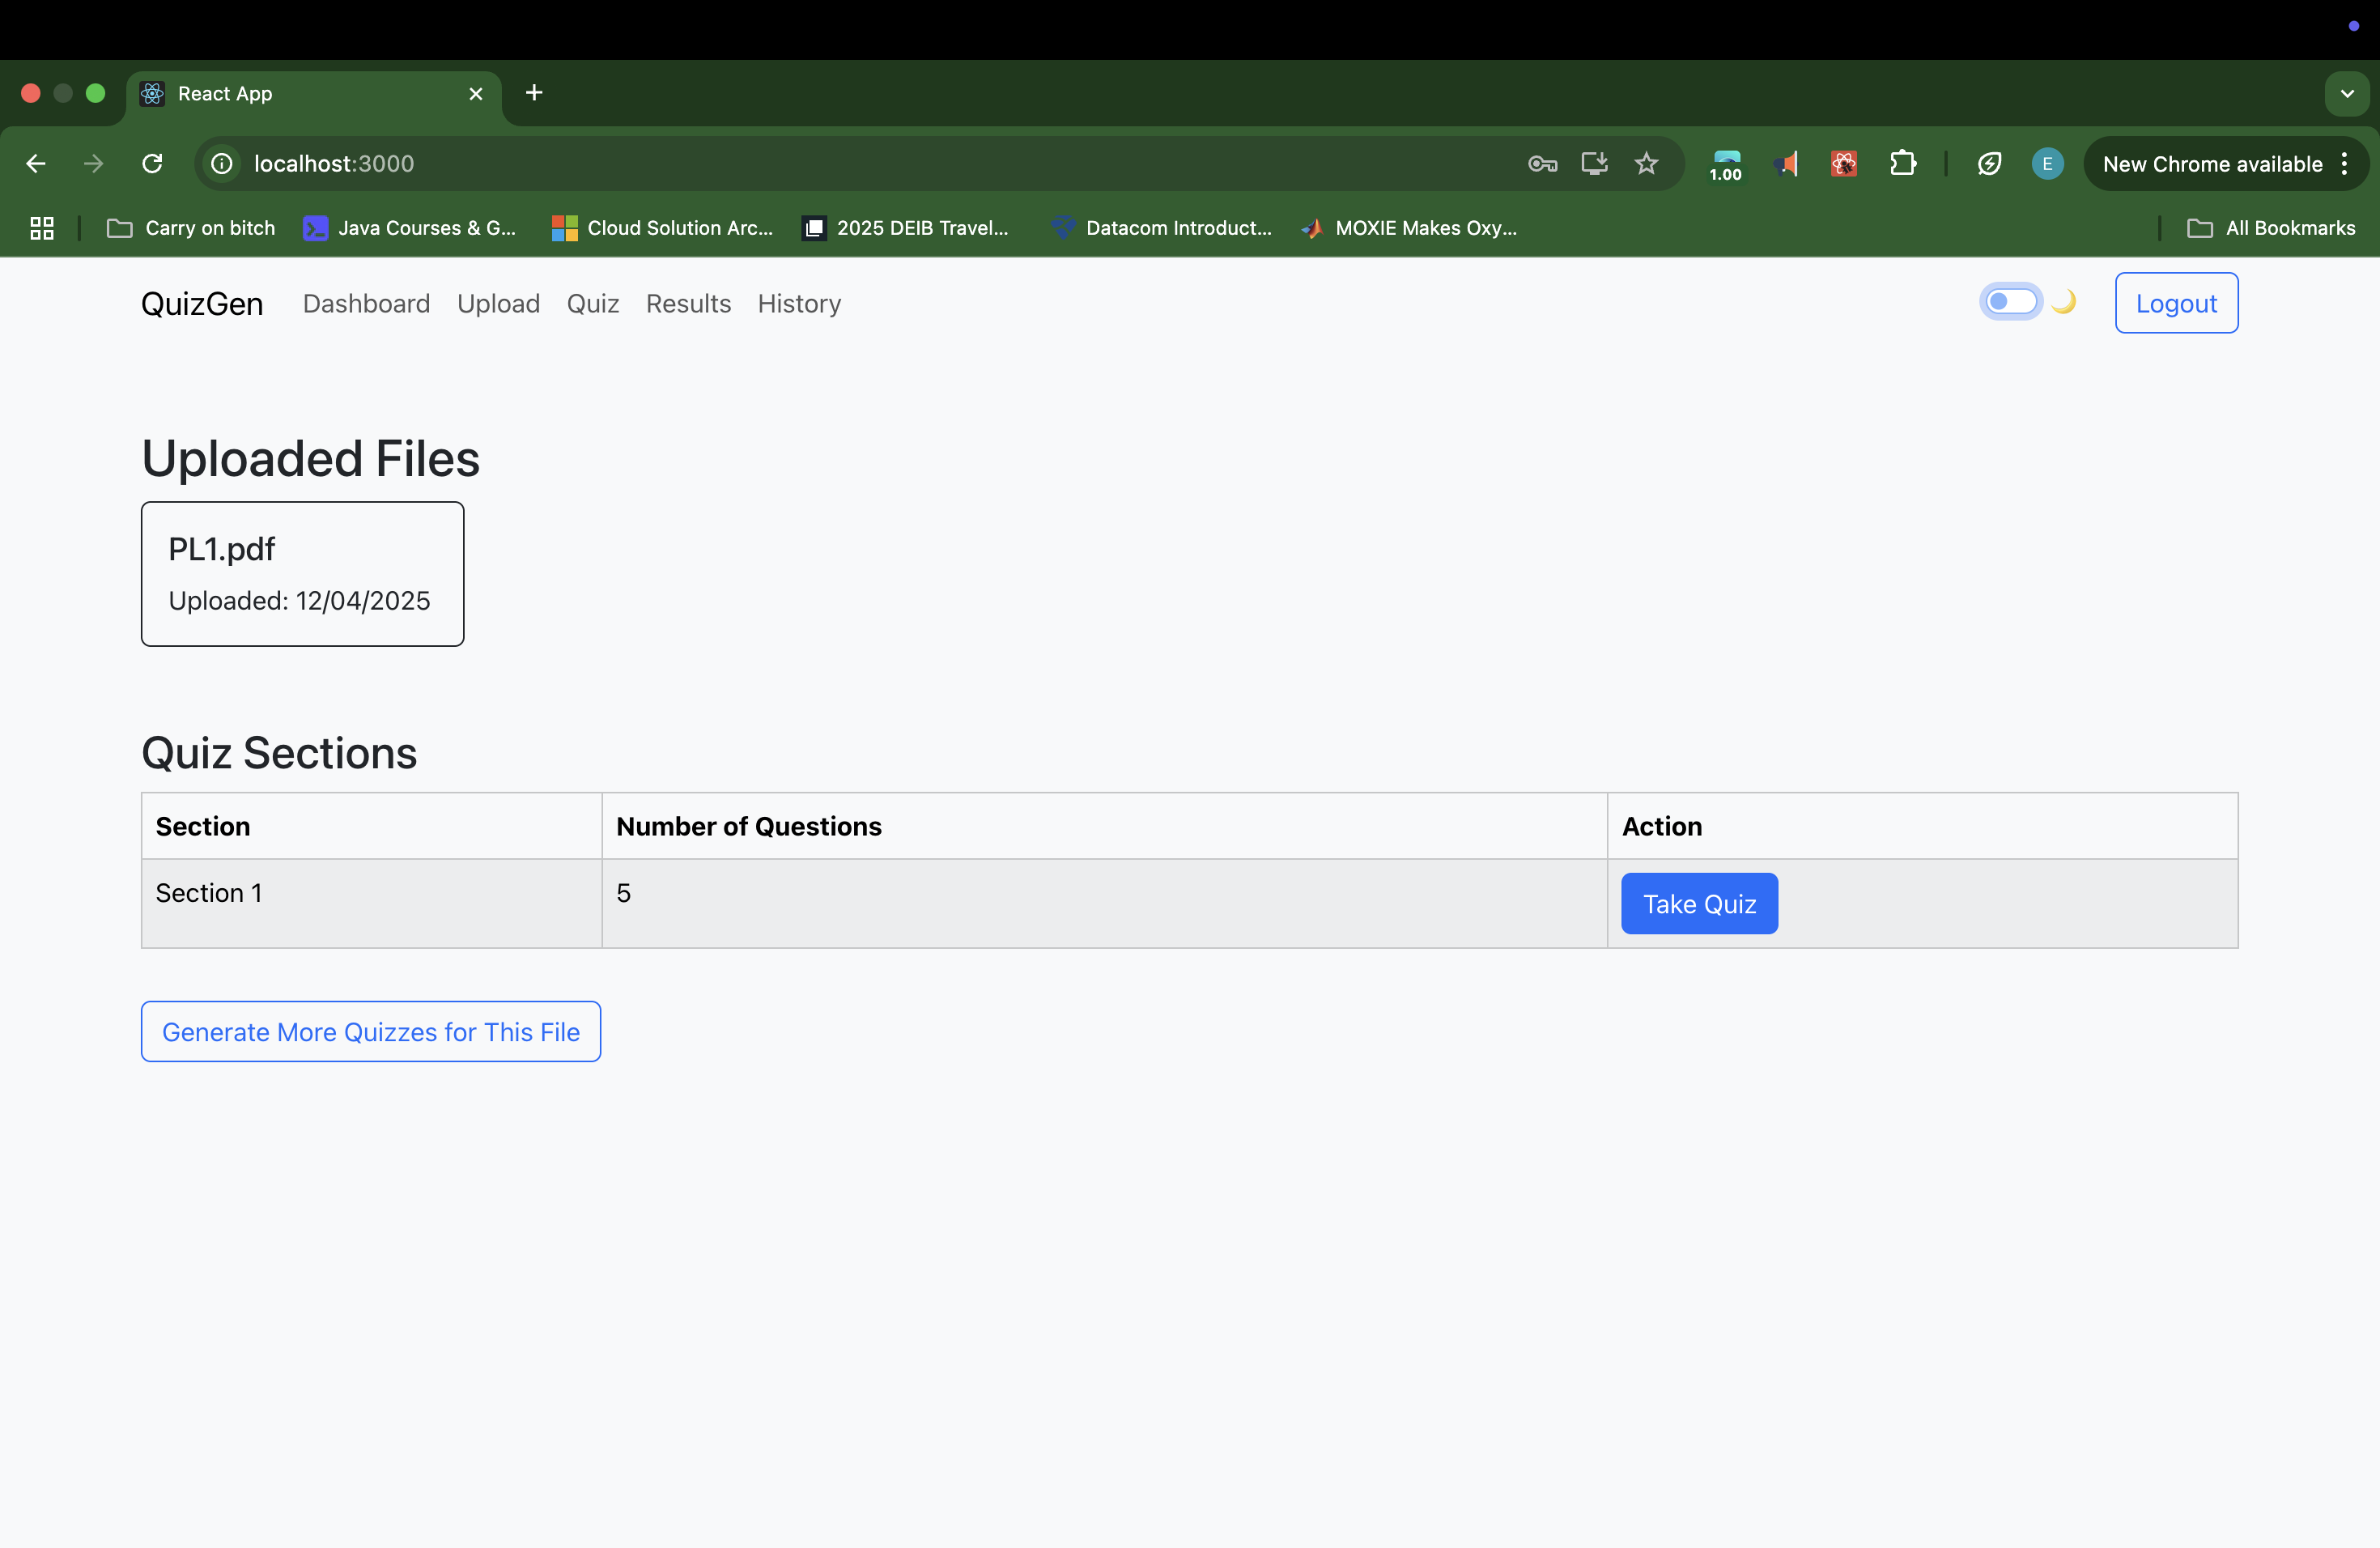 React App
localhost:3000
1.00
E
New Chrome available
Carry on bitch
Java Courses & G...
Cloud Solution Arc...
2025 DEIB Travel...
Datacom Introduct...
MOXIE Makes Oxy...
All Bookmarks
QuizGen
Dashboard
Upload
Quiz
Results
History
Logout
Uploaded Files
PL1.pdf
Uploaded: 12/04/2025
Quiz Sections
Section
Number of Questions
Action
Section 1
5
Take Quiz
Generate More Quizzes for This File